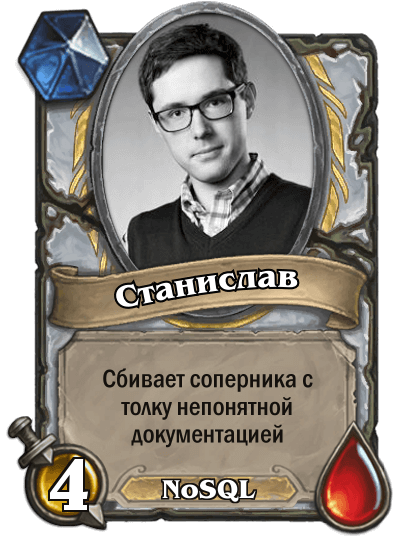 Станислав
Сбивает соперника с
толку непонятной
документацией
4
NoSQL